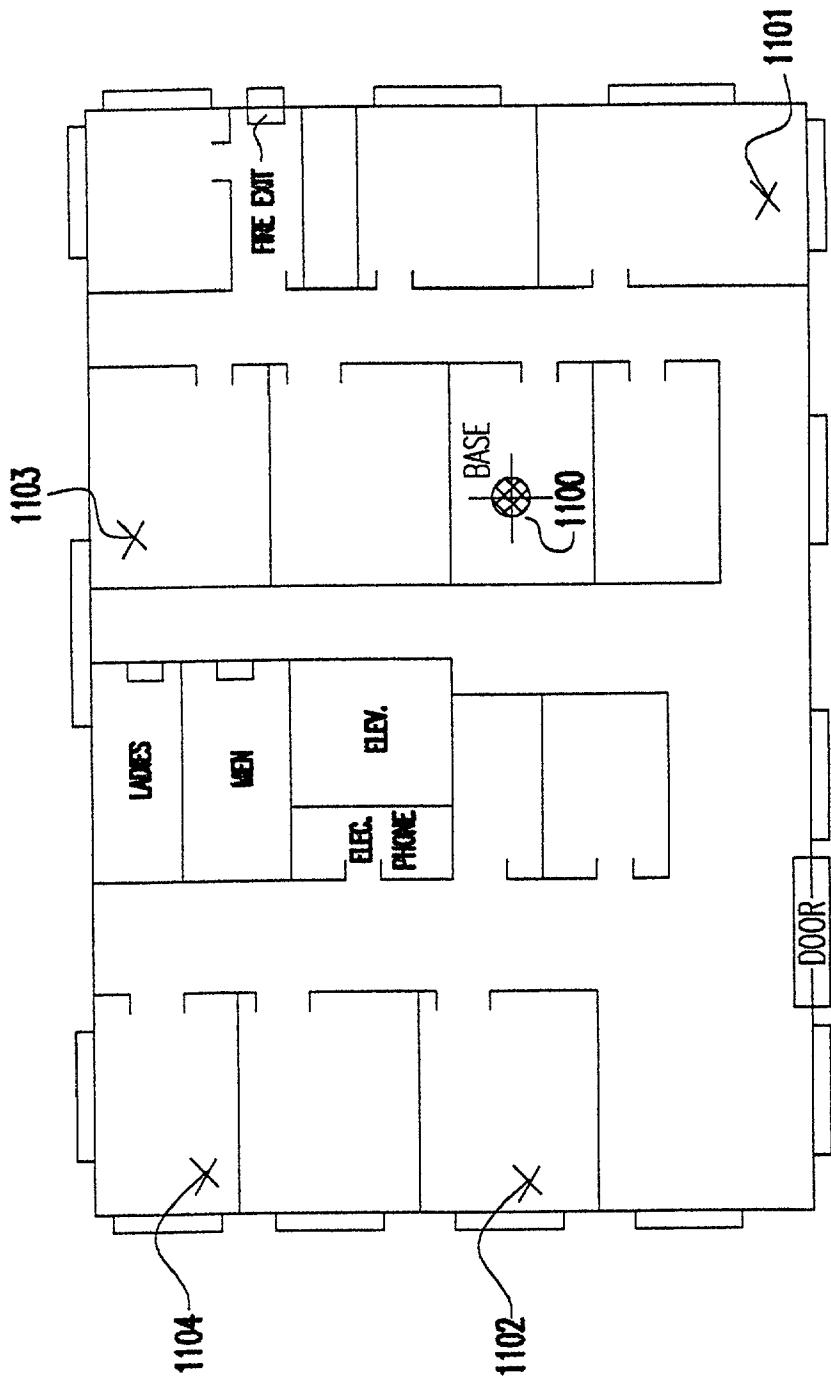 1104
1103
1102
1101
LADIES
MEN
ELEC.
PHONE
ELEV.
BASE
1100
FIRE EXIT
DOOR